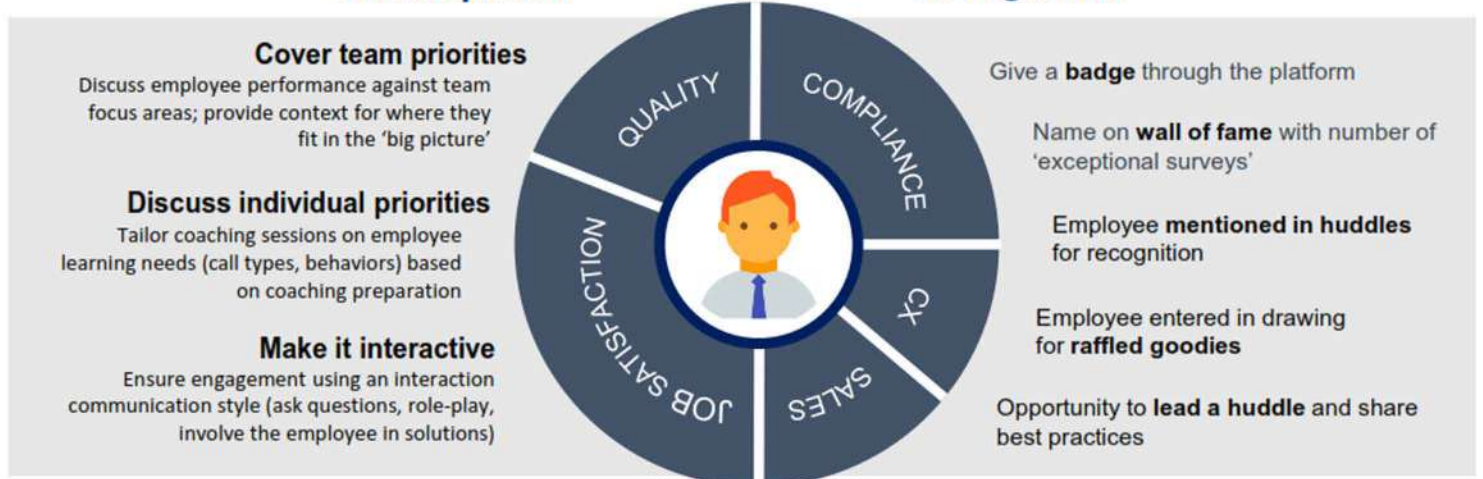 Cover team priorities
Discuss employee performance against team
focus areas; provide context for where they
fit in the ‘big picture’
Discuss individual priorities
Tailor coaching sessions on employee
learning needs (call types, behaviors) based
on coaching preparation
Make it interactive
Ensure engagement using an interaction
communication style (ask questions, role-play,
involve the employee in solutions)
QUALITY
COMPLIANCE
CX
SALES
JOB SATISFACTION
Give a badge through the platform
Name on wall of fame with number of
‘exceptional surveys’
Employee mentioned in huddles
for recognition
Employee entered in drawing
for raffled goodies
Opportunity to lead a huddle and share
best practices